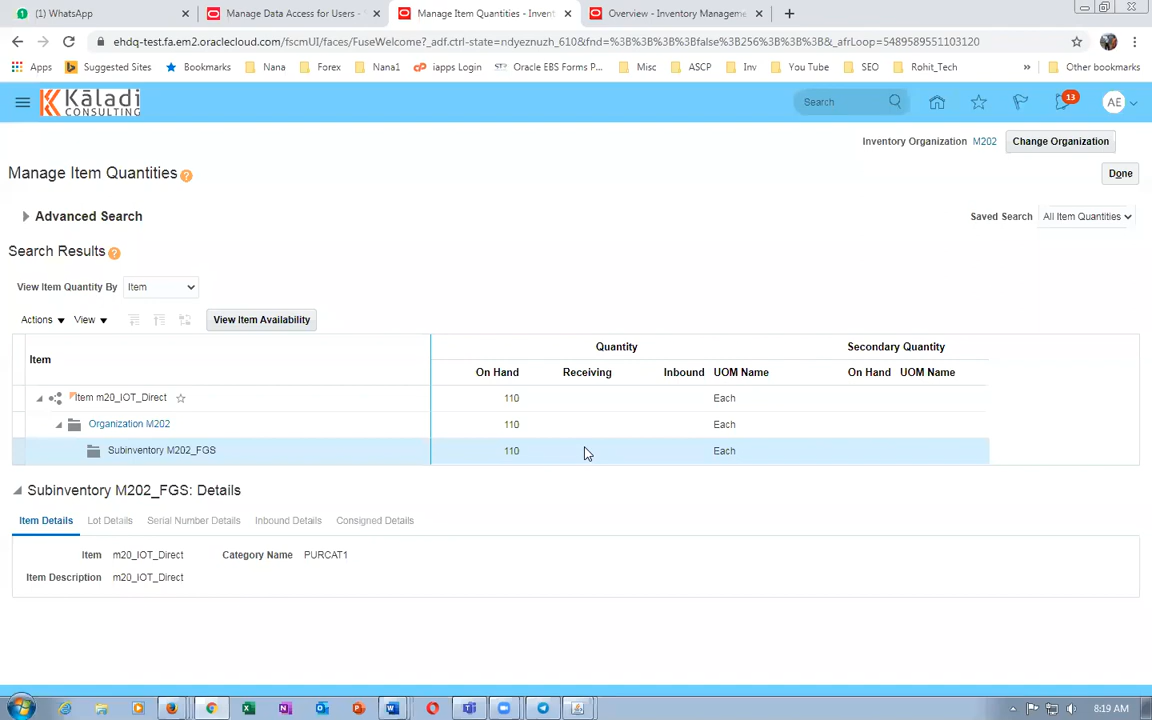 (1) WhatsApp
Manage Data Access for Users -
Manage Item Quantities - Invent
Overview - Inventory Manageme
ehdq-test.fa.em2.oraclecloud.com/fscmUI/faces/FuseWelcome?_adf.ctrl-state=ndyeznuzh_610&fnd=%3B%3B%3B%3Bfalse%3B256%3B%3B%3B&_afrLoop=5489589551103120
Apps Suggested Sites Bookmarks Nana Forex Nana1 iapps Login Oracle EBS Forms P... Misc ASCP Inv You Tube SEO Rohit_Tech » Other bookmarks
Kāladi
CONSULTING
Search
13
AE
Inventory Organization M202 Change Organization
Manage Item Quantities
Done
Advanced Search
Saved Search All Item Quantities
Search Results
View Item Quantity By Item
Actions View View Item Availability
Quantity Secondary Quantity
Item
On Hand Receiving Inbound UOM Name On Hand UOM Name
Item m20_IOT_Direct 110 Each
Organization M202 110 Each
Subinventory M202_FGS 110 Each
Subinventory M202_FGS: Details
Item Details Lot Details Serial Number Details Inbound Details Consigned Details
Item m20_IOT_Direct Category Name PURCAT1
Item Description m20_IOT_Direct
8:19 AM